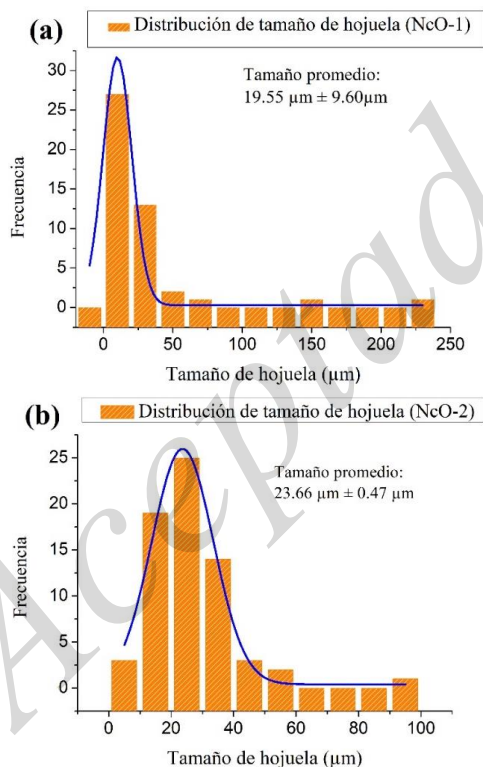 (a)
Distribución de tamaño de hojuela (NcO-1)
Tamaño promedio:
19.55 µm ± 9.60µm
Frecuencia
30
25
20
15
10
5
0
0 50 100 150 200 250
Tamaño de hojuela (µm)
(b)
Distribución de tamaño de hojuela (NcO-2)
Tamaño promedio:
23.66 µm ± 0.47 µm
Frecuencia
25
20
15
10
5
0
0 20 40 60 80 100
Tamaño de hojuela (µm)
Aceptad